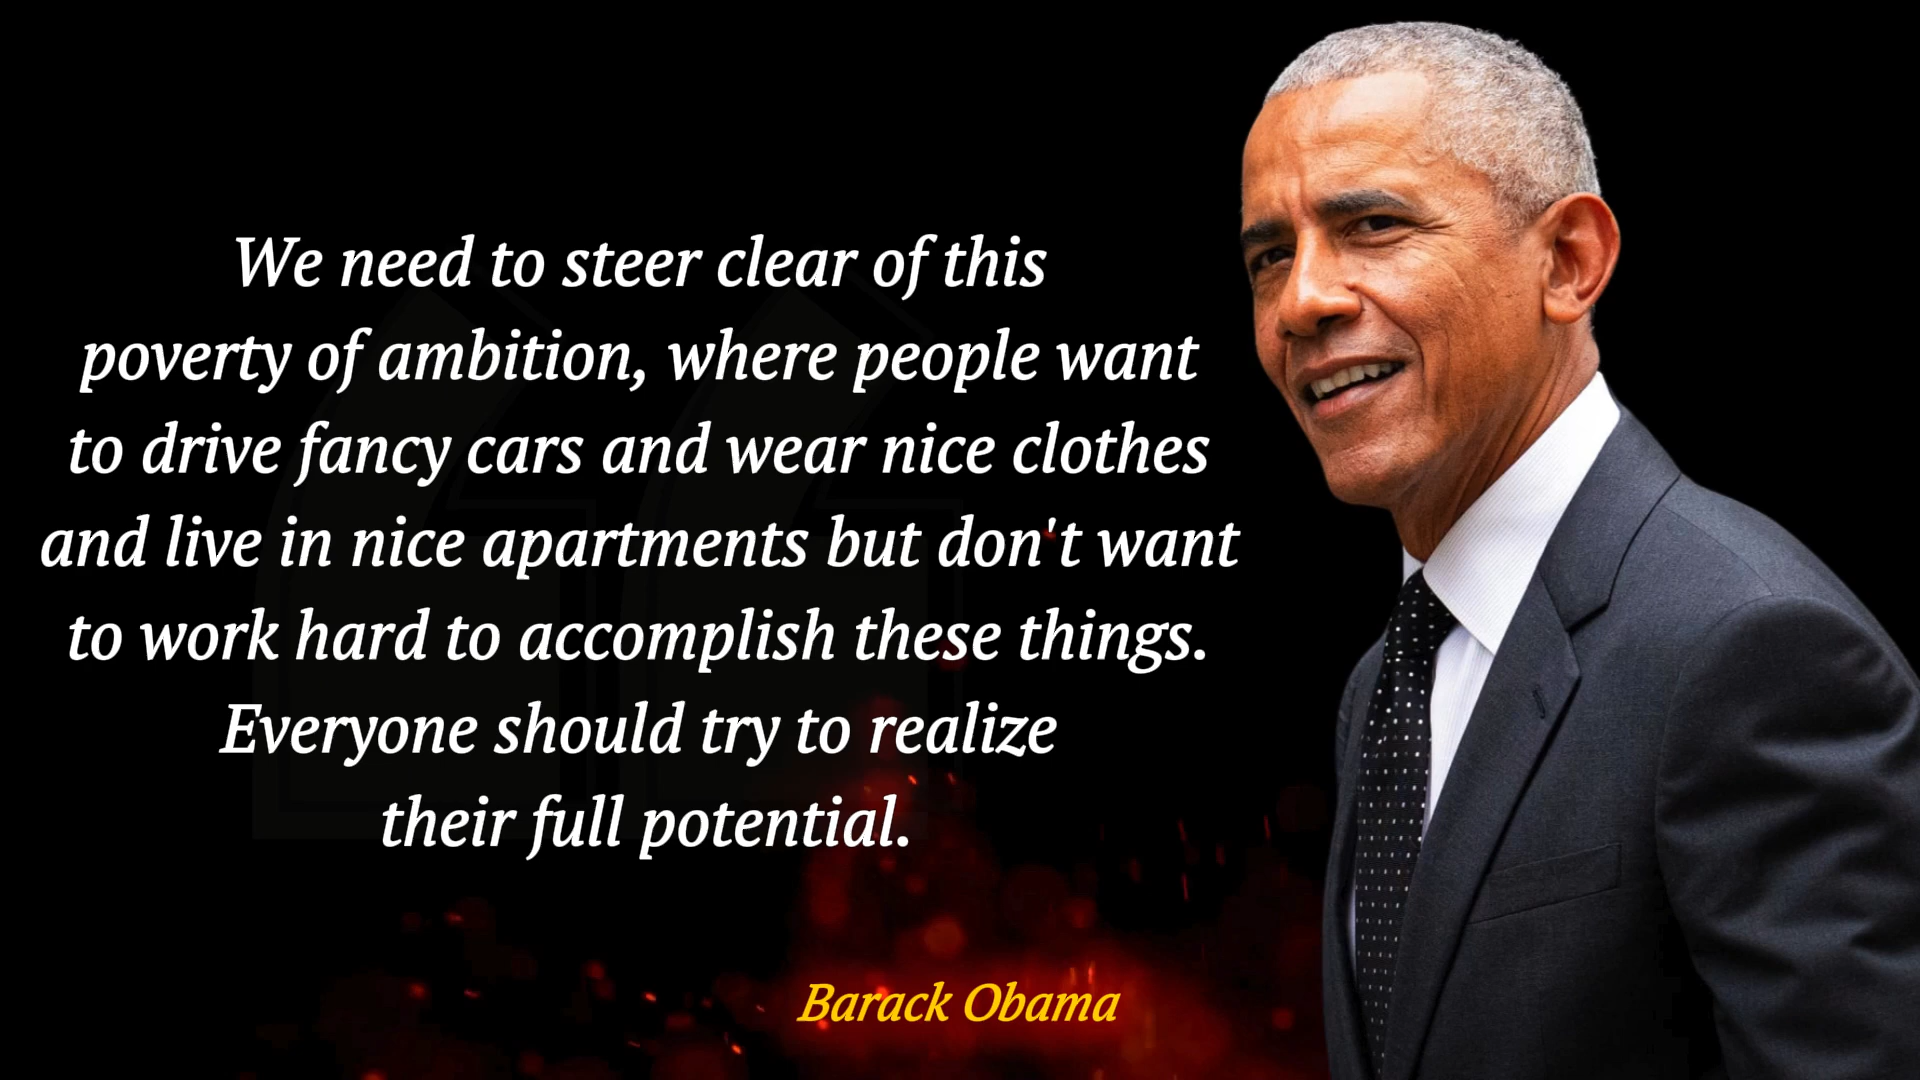 We need to steer clear of this
poverty of ambition, where people want
to drive fancy cars and wear nice clothes
and live in nice apartments but don't want
to work hard to accomplish these things.
Everyone should try to realize
their full potential.
Barack Obama